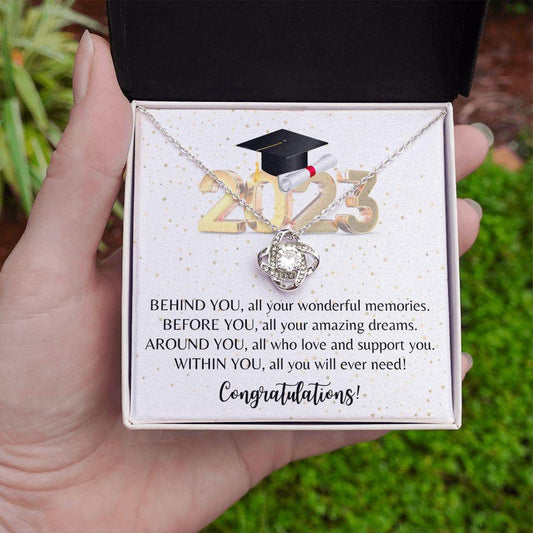 2023
BEHIND YOU, all your wonderful memories.
BEFORE YOU, all your amazing dreams.
AROUND YOU, all who love and support you.
WITHIN YOU, all you will ever need!
Congratulations!